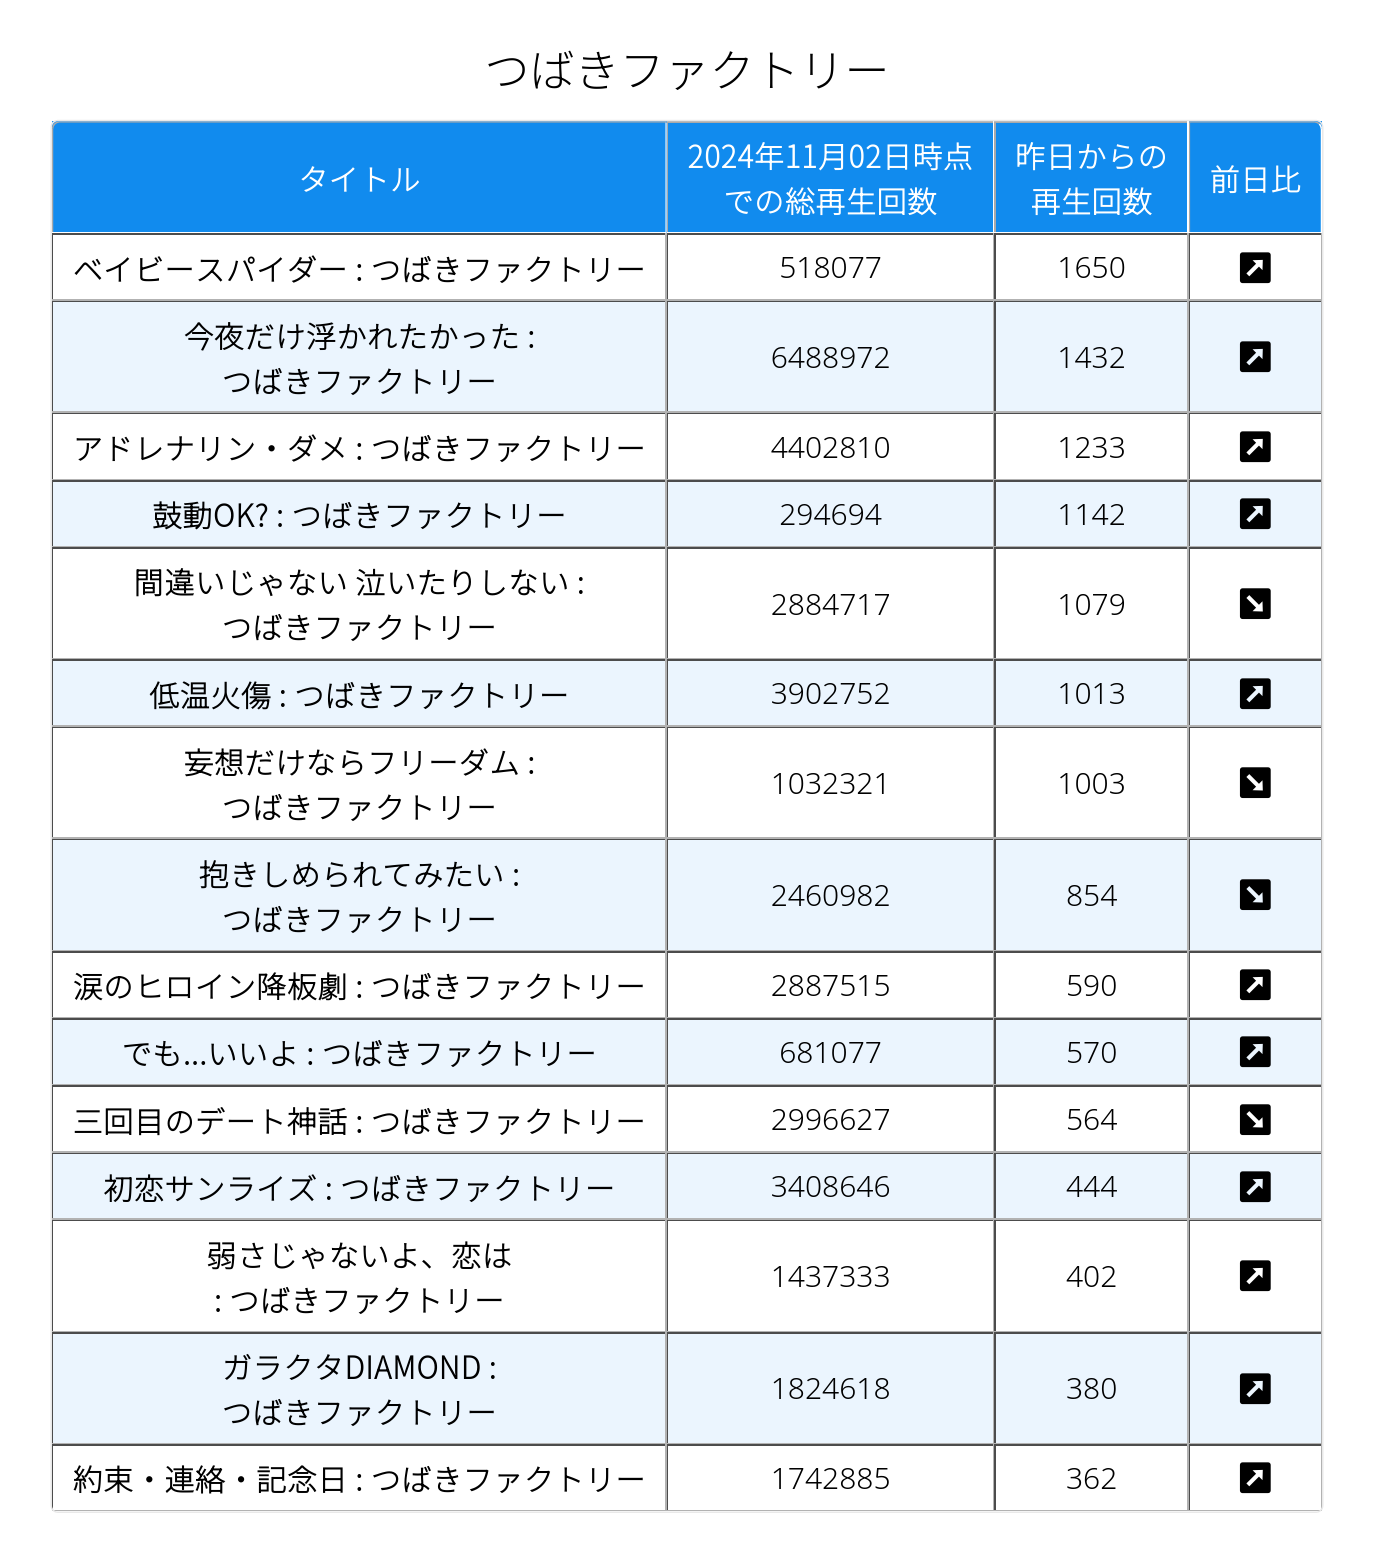 つばきファクトリー
タイトル
2024年11月02日時点
での総再生回数
昨日からの
再生回数
前日比
ベイビースパイダー : つばきファクトリー
518077
1650
今夜だけ浮かれたかった :
つばきファクトリー
6488972
1432
アドレナリン・ダメ : つばきファクトリー
4402810
1233
鼓動OK? : つばきファクトリー
294694
1142
間違いじゃない 泣いたりしない :
つばきファクトリー
2884717
1079
低温火傷 : つばきファクトリー
3902752
1013
妄想だけならフリーダム :
つばきファクトリー
1032321
1003
抱きしめられてみたい :
つばきファクトリー
2460982
854
涙のヒロイン降板劇 : つばきファクトリー
2887515
590
でも...いいよ : つばきファクトリー
681077
570
三回目のデート神話 : つばきファクトリー
2996627
564
初恋サンライズ : つばきファクトリー
3408646
444
弱さじゃないよ、恋は
: つばきファクトリー
1437333
402
ガラクタDIAMOND :
つばきファクトリー
1824618
380
約束・連絡・記念日 : つばきファクトリー
1742885
362